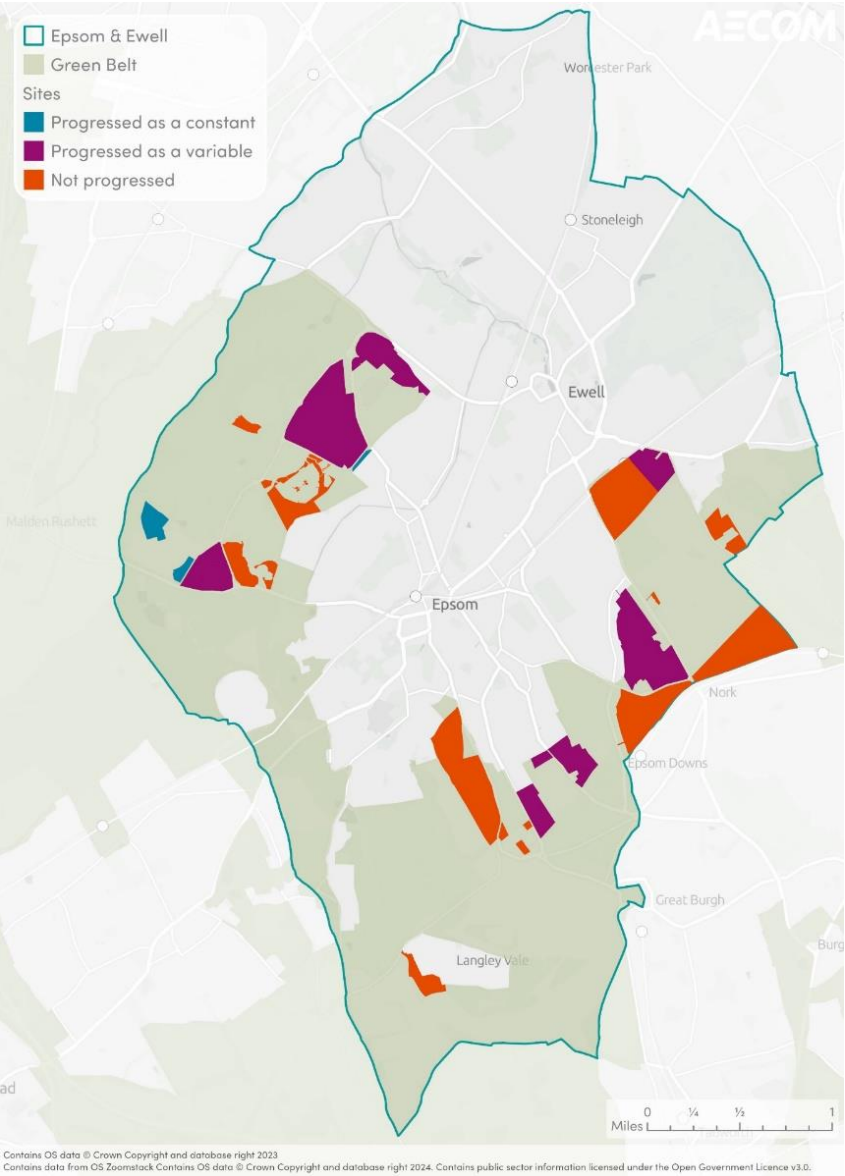 AECOM
Epsom & Ewell
Green Belt
Sites
Progressed as a constant
Progressed as a variable
Not progressed
Worcester Park
Stoneleigh
Ewell
Malden Rushett
Epsom
Nork
Epsom Downs
Great Burgh
Burg
Langley Vale
ad
0 ¼ ½ 1
Miles
Tadworth
Contains OS data © Crown Copyright and database right 2023
Contains data from OS Zoomstack Contains OS data © Crown Copyright and database right 2024. Contains public sector information licensed under the Open Government Licence v3.0.